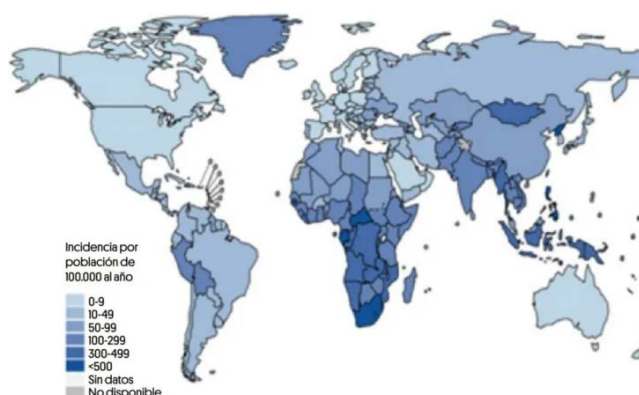 Incidencia por
población de
100.000 al año
0-9
10-49
50-99
100-299
300-499
<500
Sin datos
No disponible